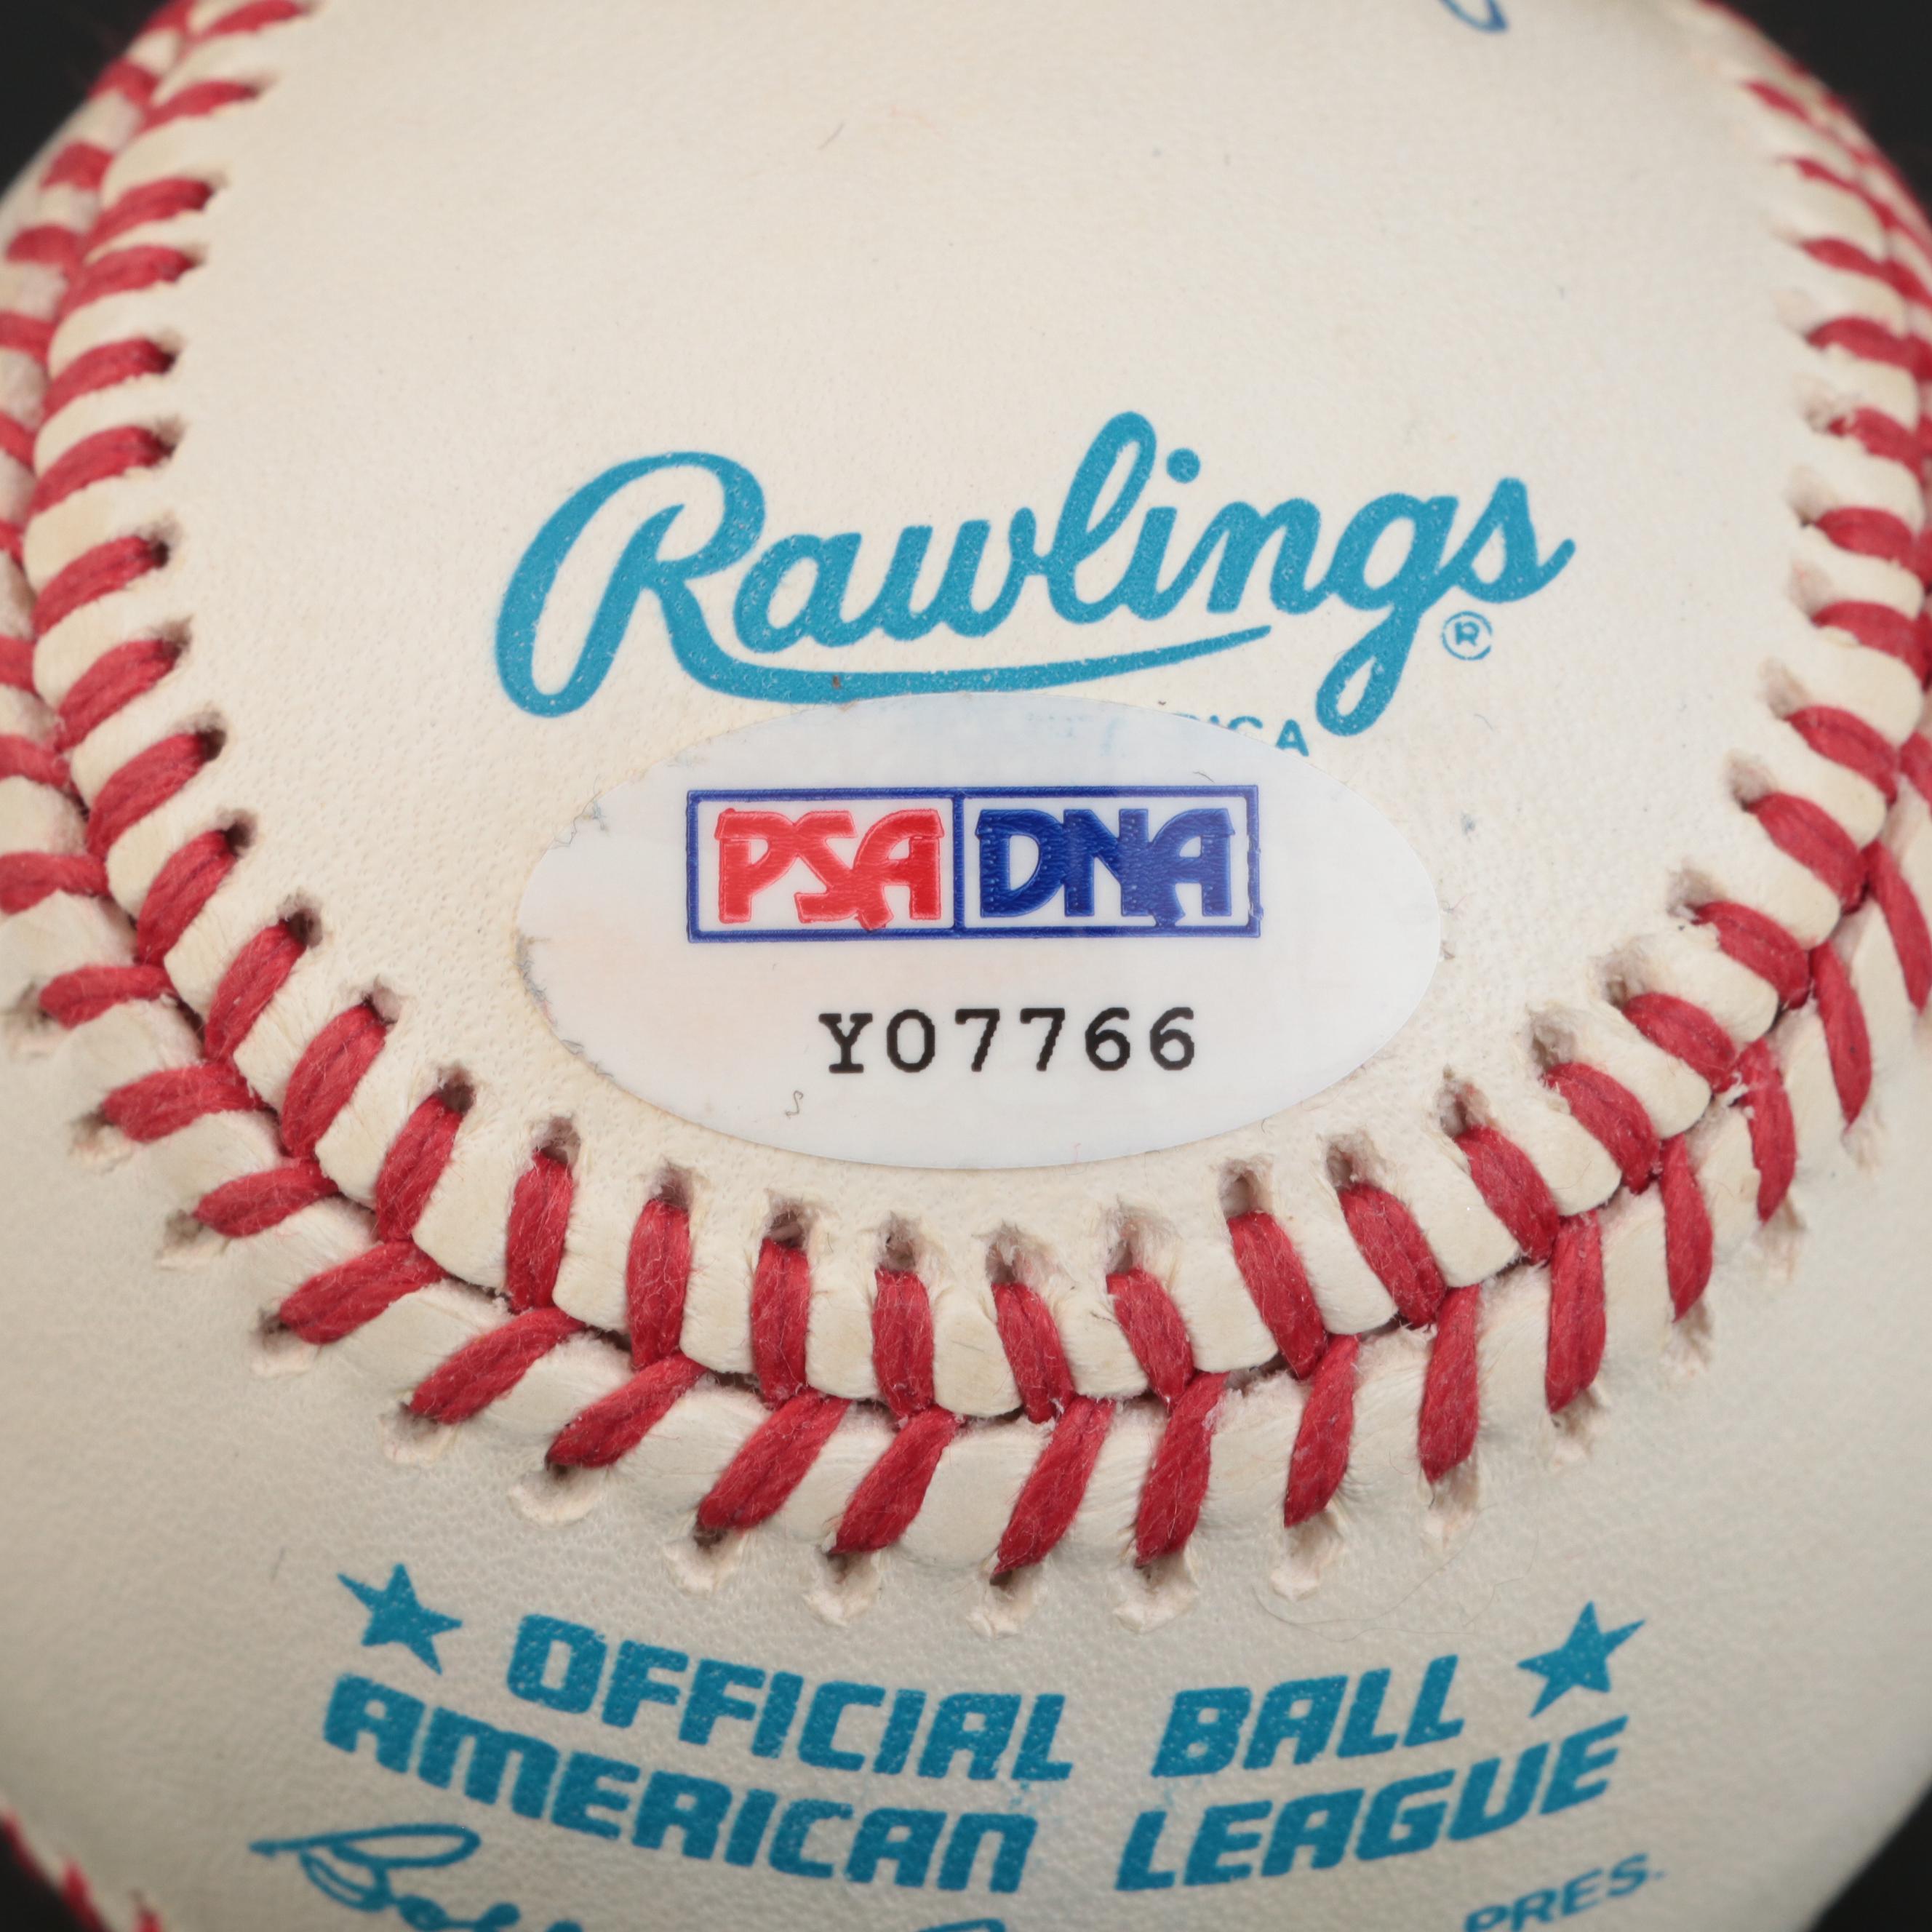 Rawlings®
PSA DNA
Y07766
★ OFFICIAL BALL ★
AMERICAN LEAGUE
PRES.